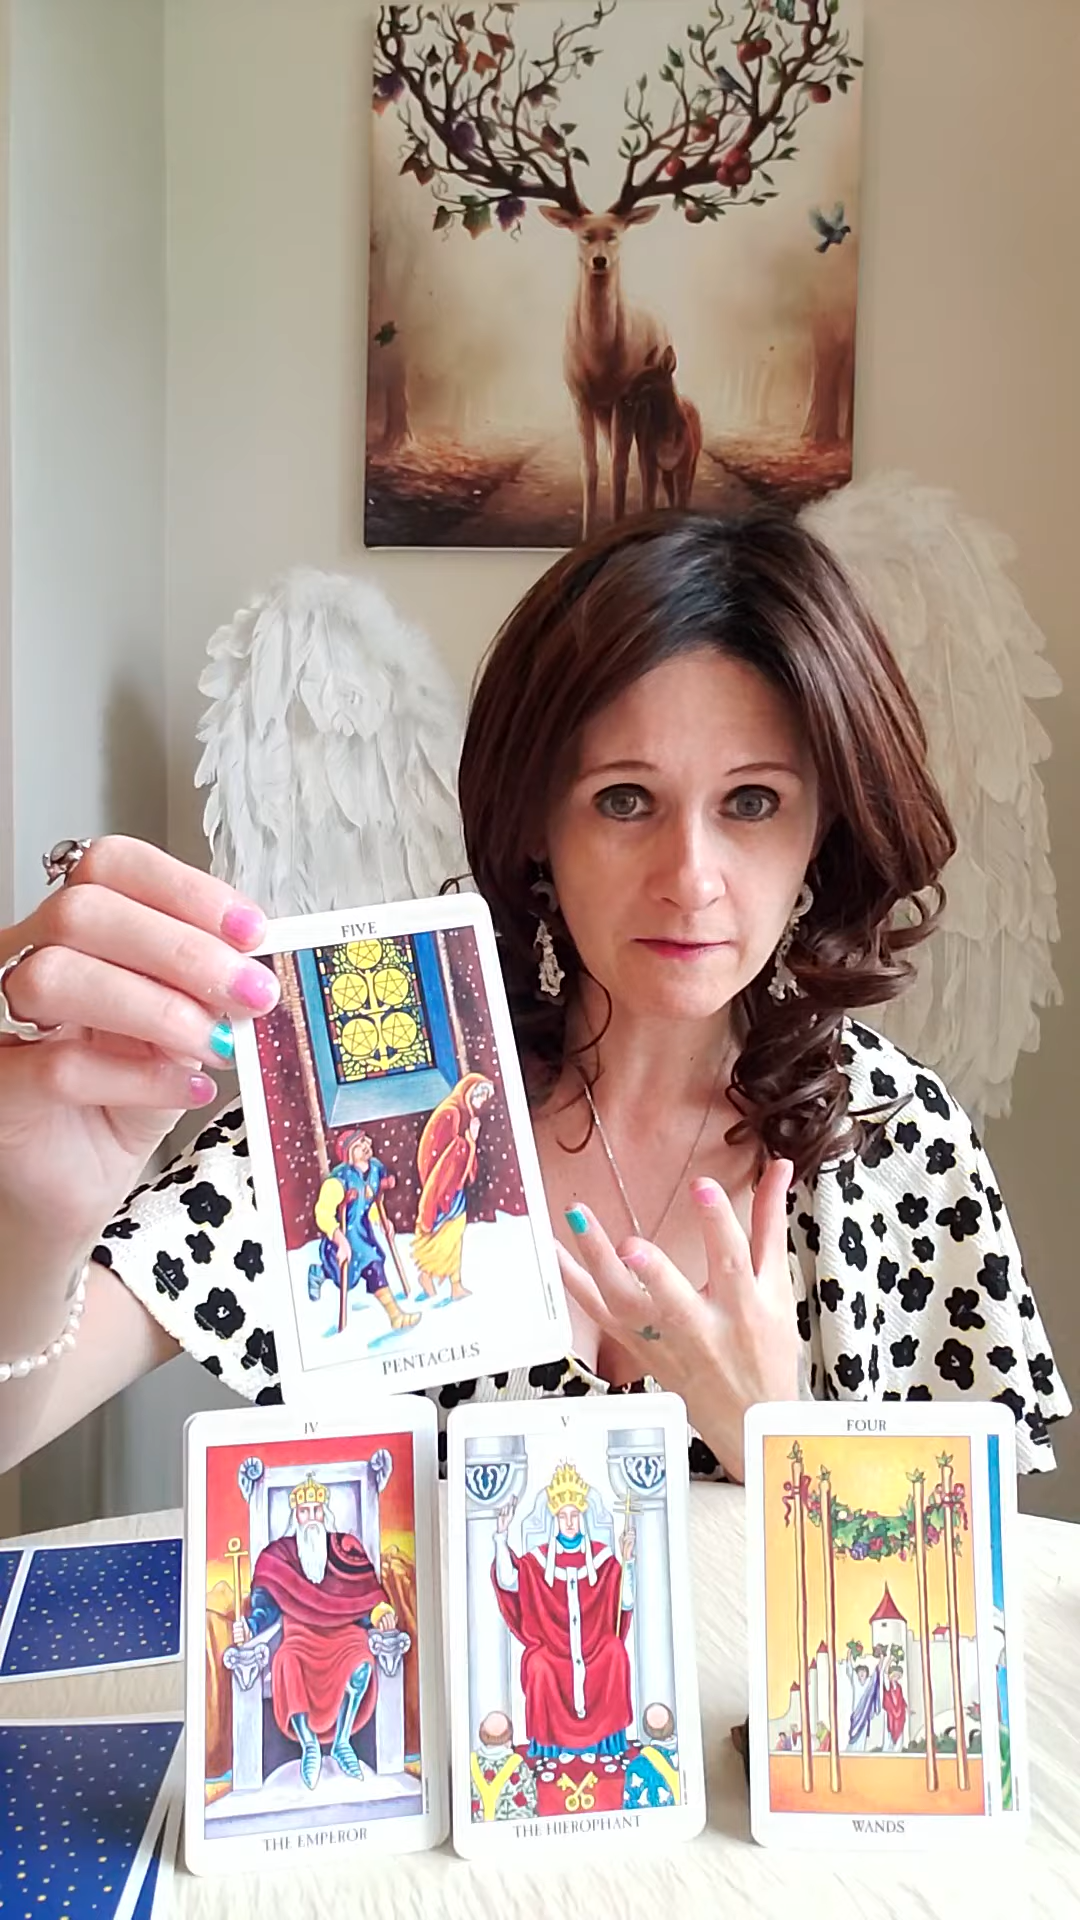 FIVE
PENTACLES
IV
THE EMPEROR
V
THE HIEROPHANT
FOUR
WANDS